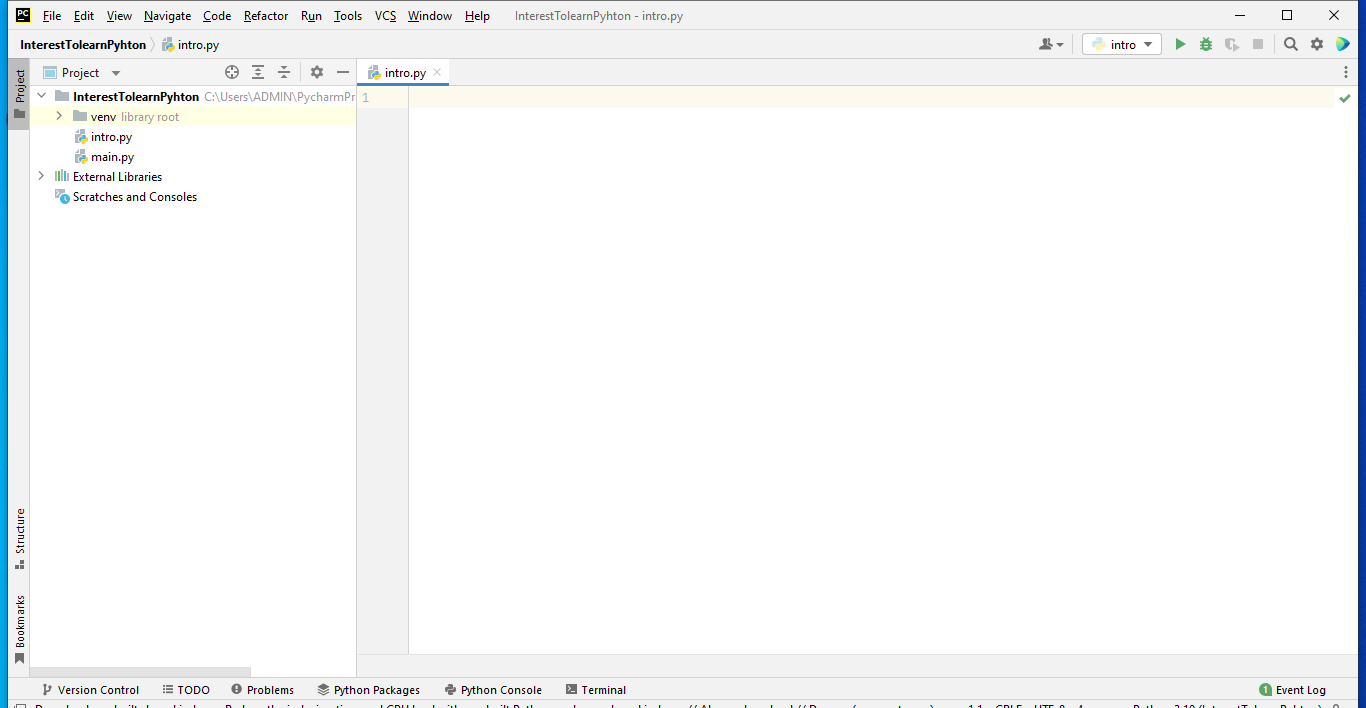 PC File Edit View Navigate Code Refactor Run Tools VCS Window Help InterestTolearnPyhton - intro.py
InterestTolearnPyhton intro.py intro
Project
Project
intro.py
InterestTolearnPyhton C:\Users\ADMIN\PycharmPr
1
venv library root
intro.py
main.py
External Libraries
Scratches and Consoles
Structure
Bookmarks
Version Control TODO Problems Python Packages Python Console Terminal 1 Event Log